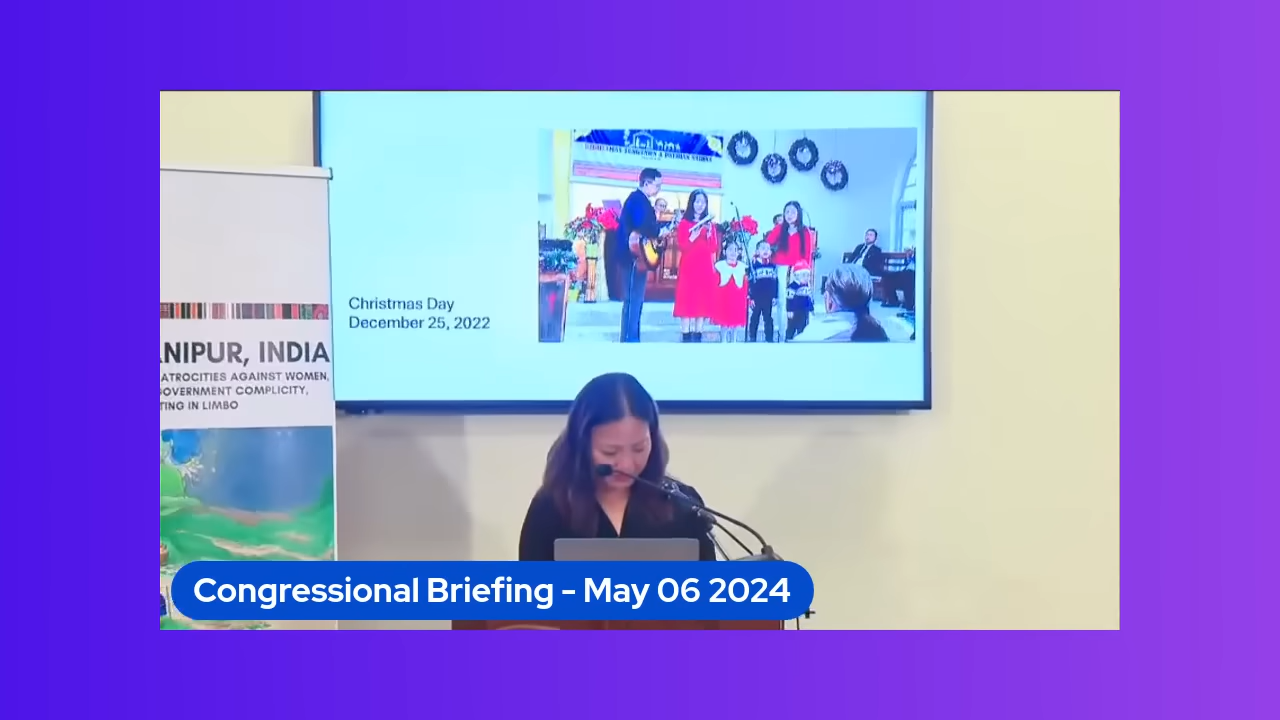 Christmas Day
December 25, 2022
ANIPUR, INDIA
ATROCITIES AGAINST WOMEN,
GOVERNMENT COMPLICITY,
TING IN LIMBO
Congressional Briefing - May 06 2024